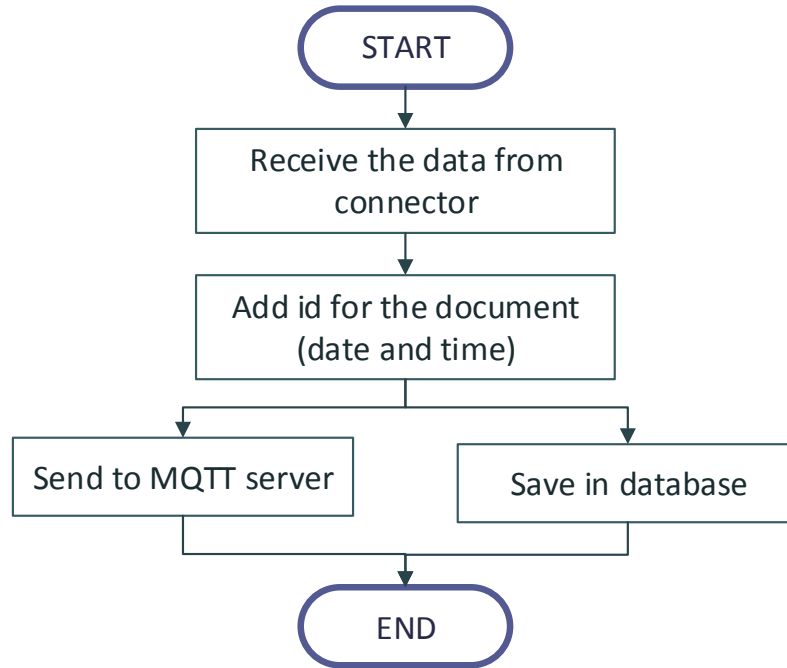 START
Receive the data from
connector
Add id for the document
(date and time)
Send to MQTT server
Save in database
END